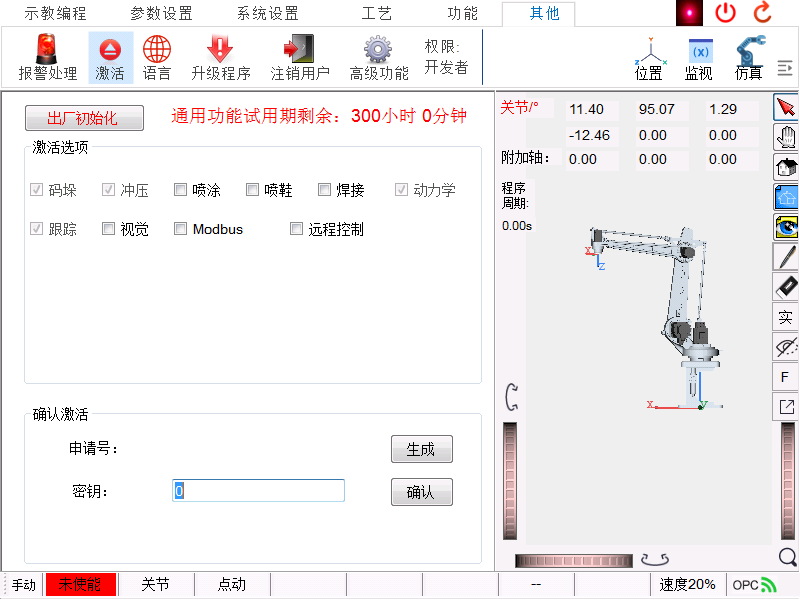 示教编程 参数设置 系统设置 工艺 功能 其他
报警处理 激活 语言 升级程序 注销用户 高级功能 权限: 开发者 位置 (x) 监视 仿真
出厂初始化 通用功能试用期剩余: 300小时 0分钟
激活选项
码垛 冲压 喷涂 喷鞋 焊接 动力学
跟踪 视觉 Modbus 远程控制
确认激活
申请号: 生成
密钥: 0 确认
关节/° 11.40 95.07 1.29
-12.46 0.00 0.00
附加轴: 0.00 0.00 0.00
程序
周期:
0.00s
X
Z
X
Y
实
F
手动 未使能 关节 点动 -- 速度20% OPC